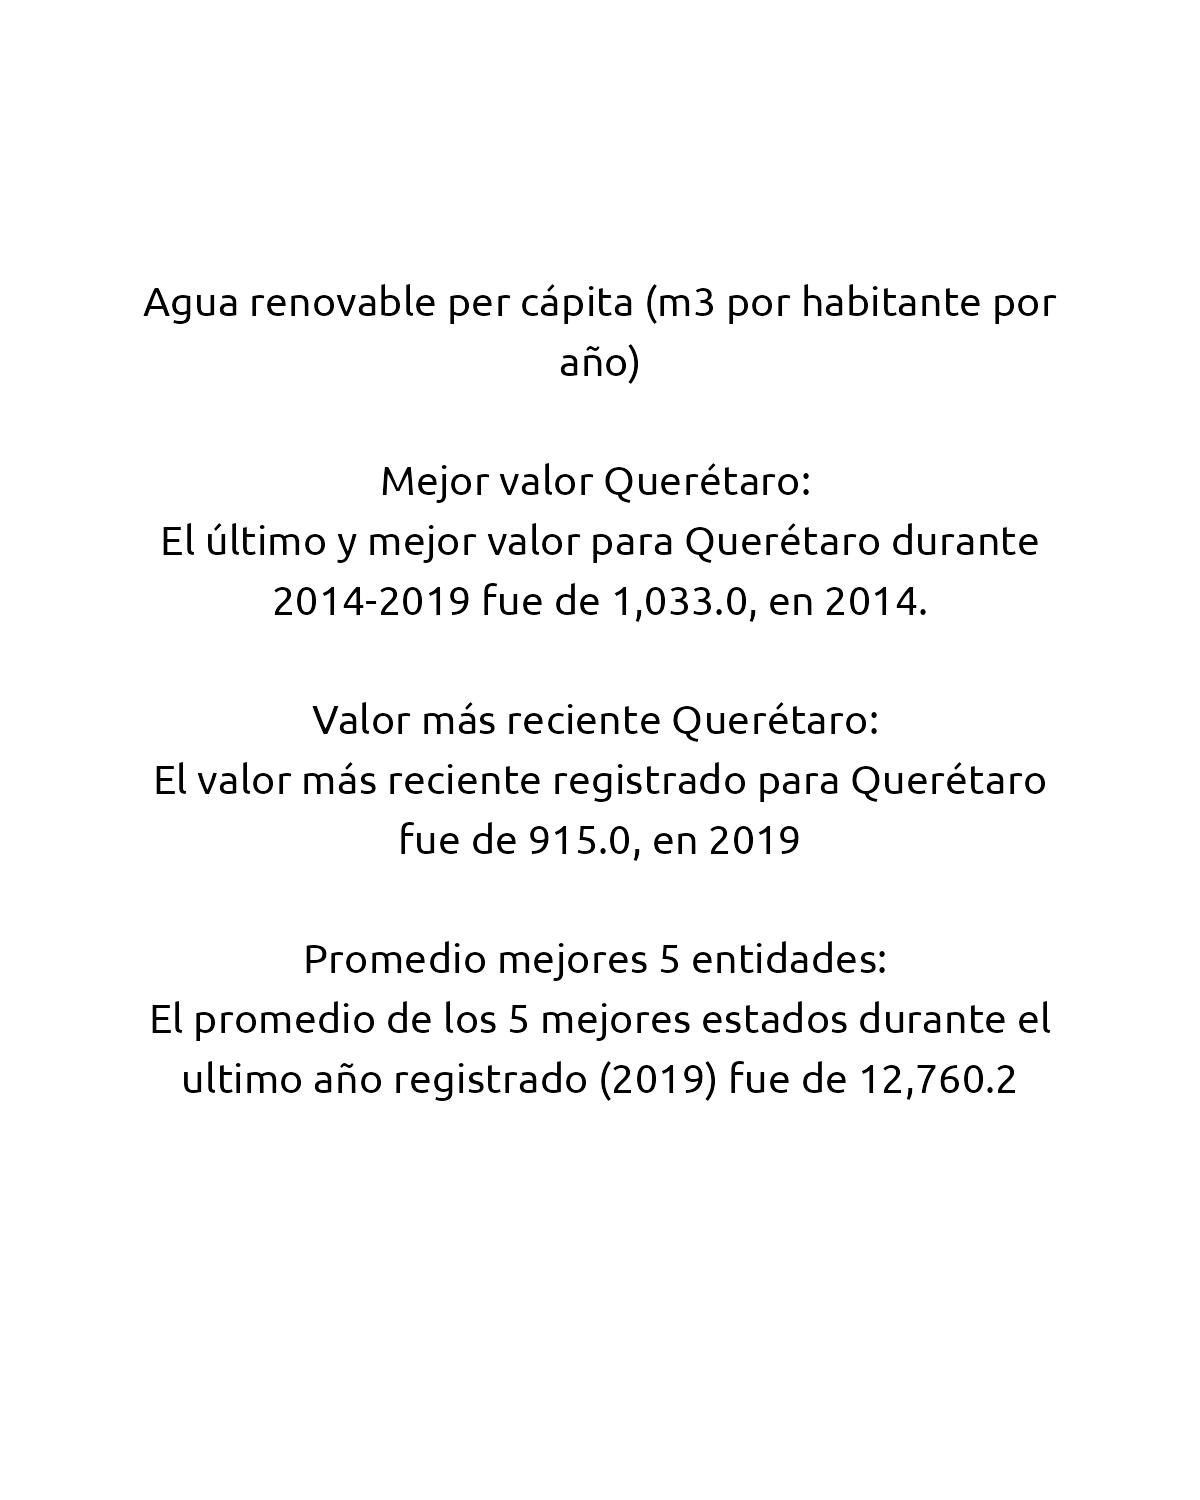 Agua renovable per cápita (m3 por habitante por
año)
Mejor valor Querétaro:
El último y mejor valor para Querétaro durante
2014-2019 fue de 1,033.0, en 2014.
Valor más reciente Querétaro:
El valor más reciente registrado para Querétaro
fue de 915.0, en 2019
Promedio mejores 5 entidades:
El promedio de los 5 mejores estados durante el
ultimo año registrado (2019) fue de 12,760.2